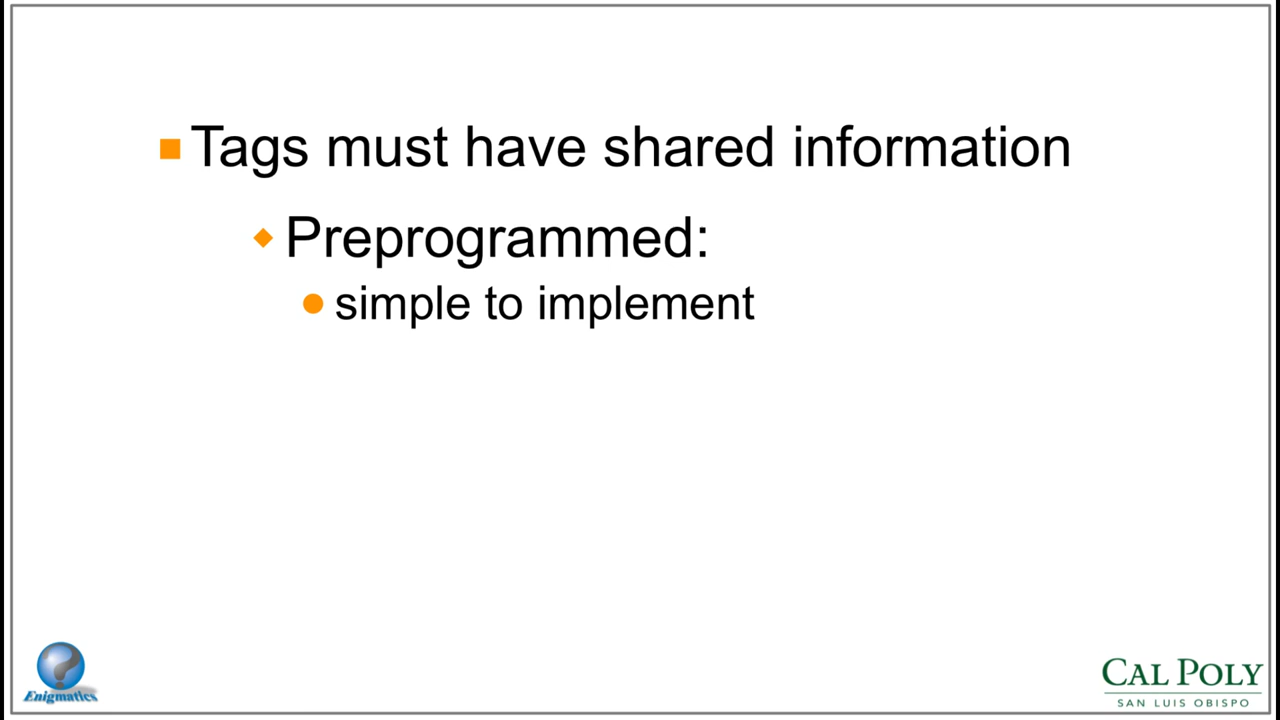 Tags must have shared information
Preprogrammed:
simple to implement
Enigmatics
CAL POLY
SAN LUIS OBISPO